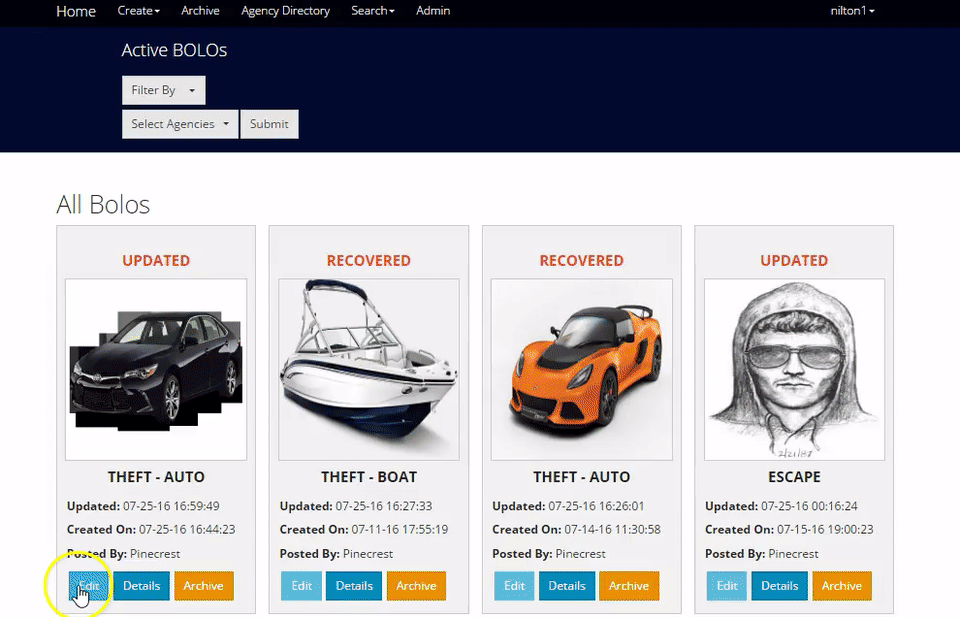 Home Create Archive Agency Directory Search Admin nilton1
Active BOLOs
Filter By
Select Agencies Submit
All Bolos
UPDATED RECOVERED RECOVERED UPDATED
2/21/87
THEFT - AUTO THEFT - BOAT THEFT - AUTO ESCAPE
Updated: 07-25-16 16:59:49 Updated: 07-25-16 16:27:33 Updated: 07-25-16 16:26:01 Updated: 07-25-16 00:16:24
Created On: 07-25-16 16:44:23 Created On: 07-11-16 17:55:19 Created On: 07-14-16 11:30:58 Created On: 07-15-16 19:00:23
Posted By: Pinecrest Posted By: Pinecrest Posted By: Pinecrest Posted By: Pinecrest
Edit Details Archive Edit Details Archive Edit Details Archive Edit Details Archive